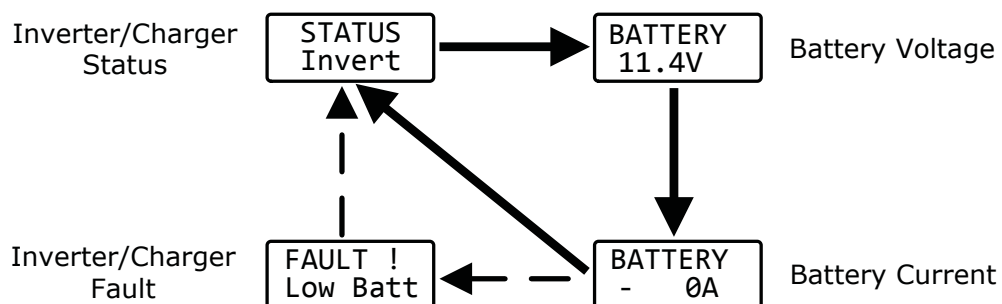 Inverter/Charger
Status
STATUS
Invert
BATTERY
11.4V
Battery Voltage
Inverter/Charger
Fault
FAULT !
Low Batt
BATTERY
- 0A
Battery Current